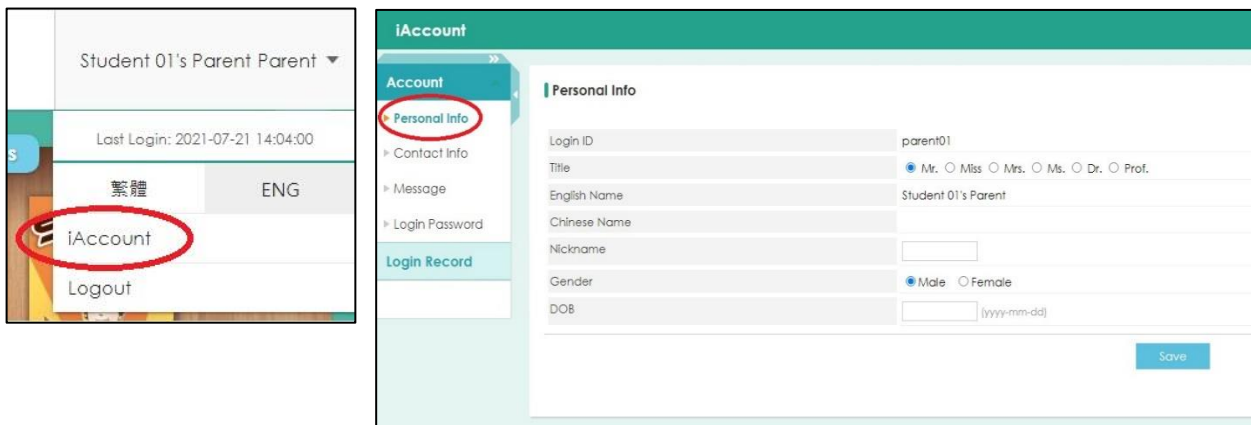 Student 01's Parent Parent
Last Login: 2021-07-21 14:04:00
繁體 ENG
iAccount
Logout
iAccount
Account
Personal Info
Contact Info
Message
Login Password
Login Record
Personal Info
Login ID parent01
Title Mr. Miss Mrs. Ms. Dr. Prof.
English Name Student 01's Parent
Chinese Name
Nickname
Gender Male Female
DOB (yyyy-mm-dd)
Save